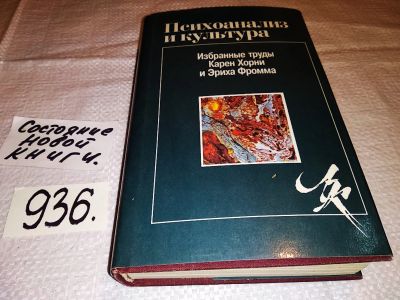 Психоанализ
и культура
Избранные труды
Карен Хорни
и Эриха Фромма
Состояние
новой
книги.
936.